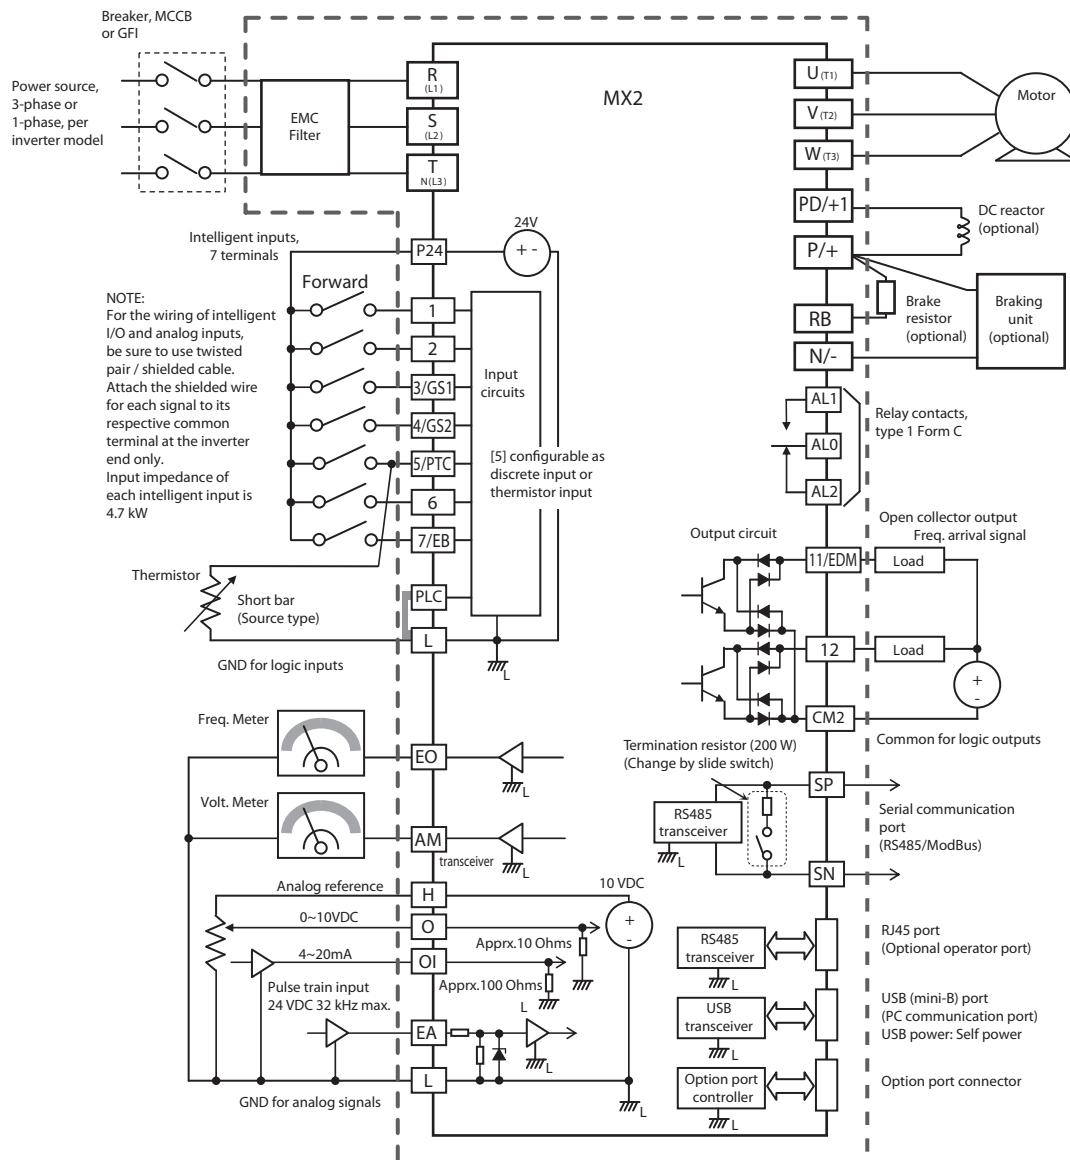 Breaker, MCCB
or GFI
Power source,
3-phase or
1-phase, per
inverter model
EMC
Filter
R
(L1)
S
(L2)
T
N(L3)
MX2
U(T1)
V(T2)
W(T3)
Motor
PD/+1
P/+
DC reactor
(optional)
RB
N/-
Brake
resistor
(optional)
Braking
unit
(optional)
Intelligent inputs,
7 terminals
P24
24V
+ -
Forward
NOTE:
For the wiring of intelligent
I/O and analog inputs,
be sure to use twisted
pair / shielded cable.
Attach the shielded wire
for each signal to its
respective common
terminal at the inverter
end only.
Input impedance of
each intelligent input is
4.7 kW
1
2
3/GS1
4/GS2
5/PTC
6
7/EB
PLC
L
Input
circuits
[5] configurable as
discrete input or
thermistor input
Thermistor
Short bar
(Source type)
GND for logic inputs
L
AL1
AL0
AL2
Relay contacts,
type 1 Form C
Output circuit
Open collector output
Freq. arrival signal
11/EDM
Load
12
Load
+
-
CM2
Common for logic outputs
Freq. Meter
EO
L
Volt. Meter
AM
transceiver
L
Termination resistor (200 W)
(Change by slide switch)
RS485
transceiver
L
SP
SN
Serial communication
port
(RS485/ModBus)
Analog reference
H
10 VDC
+
-
0~10VDC
O
Apprx.10 Ohms
4~20mA
OI
Apprx.100 Ohms
Pulse train input
24 VDC 32 kHz max.
EA
L
L
L
GND for analog signals
L
RS485
transceiver
L
RJ45 port
(Optional operator port)
USB
transceiver
L
USB (mini-B) port
(PC communication port)
USB power: Self power
Option port
controller
L
Option port connector